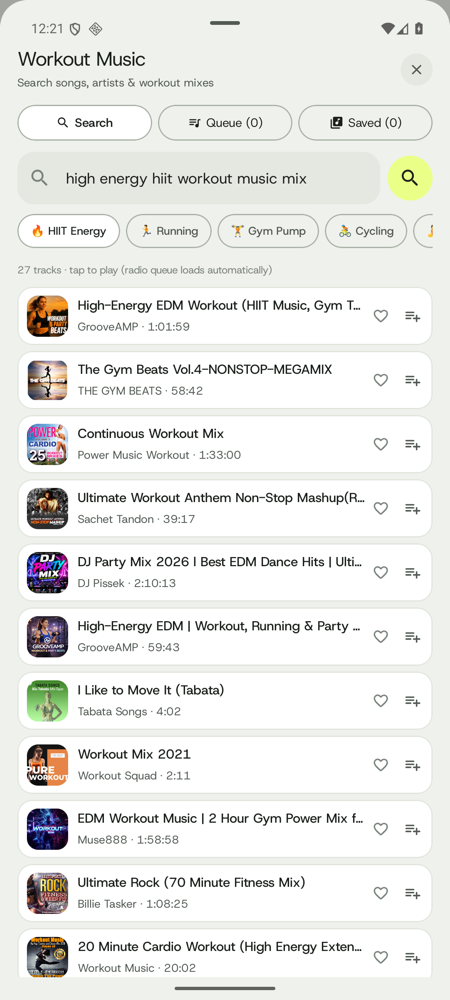 12:21
Workout Music
Search songs, artists & workout mixes
Search
Queue (0)
Saved (0)
high energy hiit workout music mix
🔥 HIIT Energy
🏃 Running
🏋 Gym Pump
🚴 Cycling
27 tracks · tap to play (radio queue loads automatically)
High-Energy EDM Workout (HIIT Music, Gym T...
GrooveAMP · 1:01:59
The Gym Beats Vol.4-NONSTOP-MEGAMIX
THE GYM BEATS · 58:42
Continuous Workout Mix
Power Music Workout · 1:33:00
Ultimate Workout Anthem Non-Stop Mashup(R...
Sachet Tandon · 39:17
DJ Party Mix 2026 l Best EDM Dance Hits | Ulti...
DJ Pissek · 2:10:13
High-Energy EDM | Workout, Running & Party ...
GrooveAMP · 59:43
I Like to Move It (Tabata)
Tabata Songs · 4:02
Workout Mix 2021
Workout Squad · 2:11
EDM Workout Music | 2 Hour Gym Power Mix f...
Muse888 · 1:58:58
Ultimate Rock (70 Minute Fitness Mix)
Billie Tasker · 1:08:25
20 Minute Cardio Workout (High Energy Exten...
Workout Music · 20:02